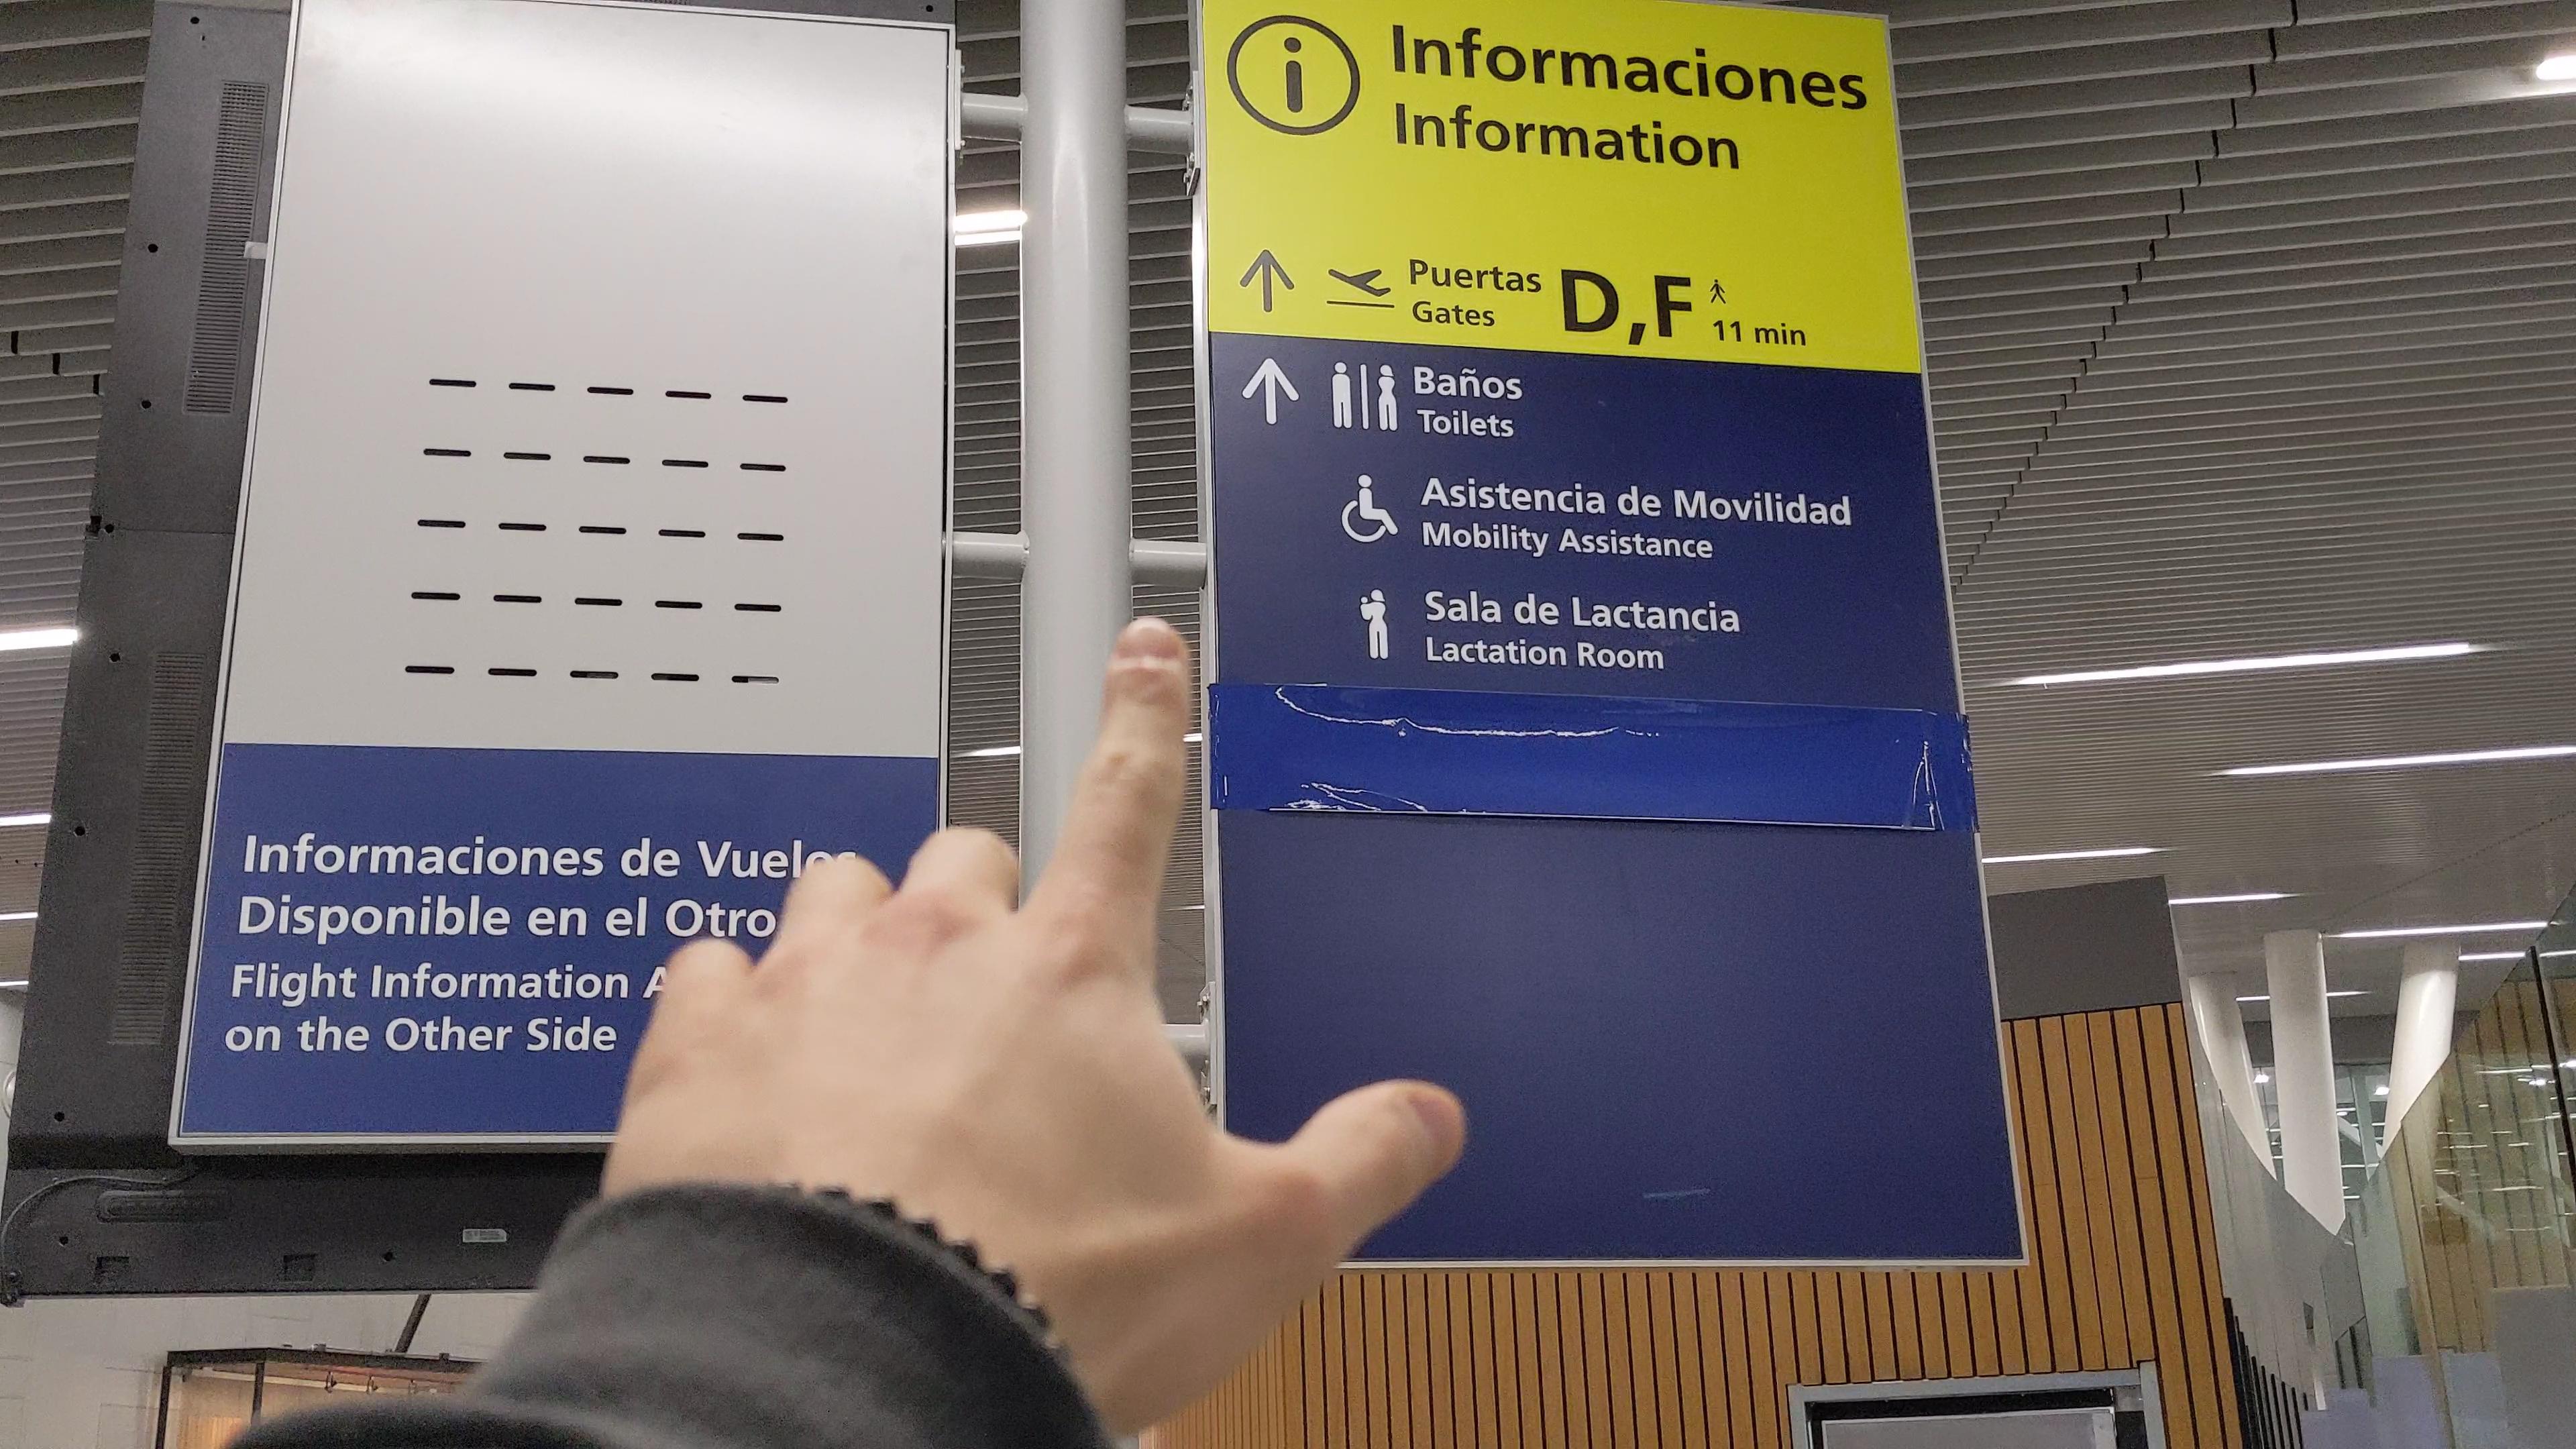 Informaciones de
Disponible en el Otro
Flight Information
on the Other Side
i
Informaciones
Information
Puertas
Gates
D,F
11 min
Baños
Toilets
Asistencia de Movilidad
Mobility Assistance
Sala de Lactancia
Lactation Room